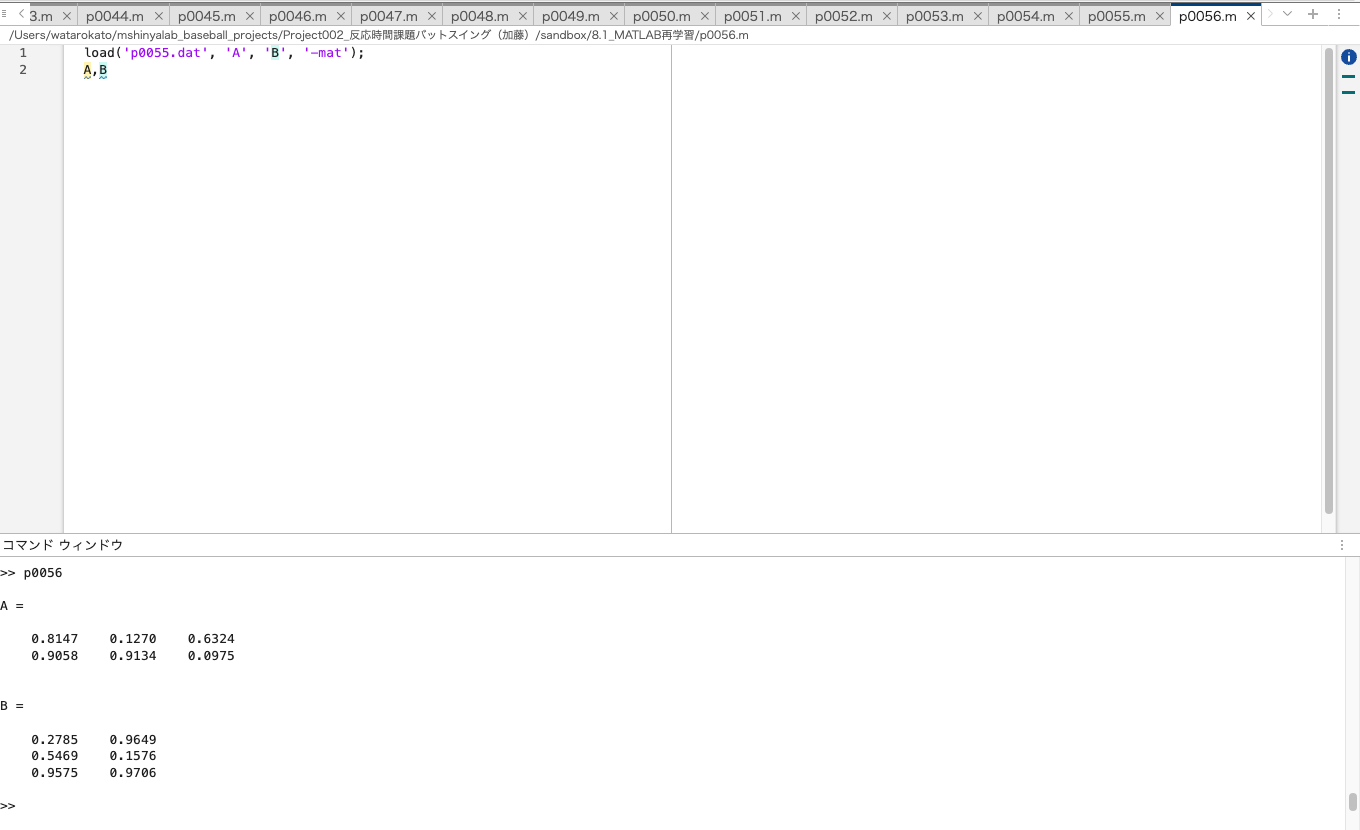 3.m p0044.m p0045.m p0046.m p0047.m p0048.m p0049.m p0050.m p0051.m p0052.m p0053.m p0054.m p0055.m p0056.m
/Users/watarokato/mshinyalab_baseball_projects/Project002_反応時間課題バットスイング（加藤）/sandbox/8.1_MATLAB再学習/p0056.m
1 load('p0055.dat', 'A', 'B', '-mat');
2 A,B
コマンド ウィンドウ
>> p0056
A =
0.8147 0.1270 0.6324
0.9058 0.9134 0.0975
B =
0.2785 0.9649
0.5469 0.1576
0.9575 0.9706
>>